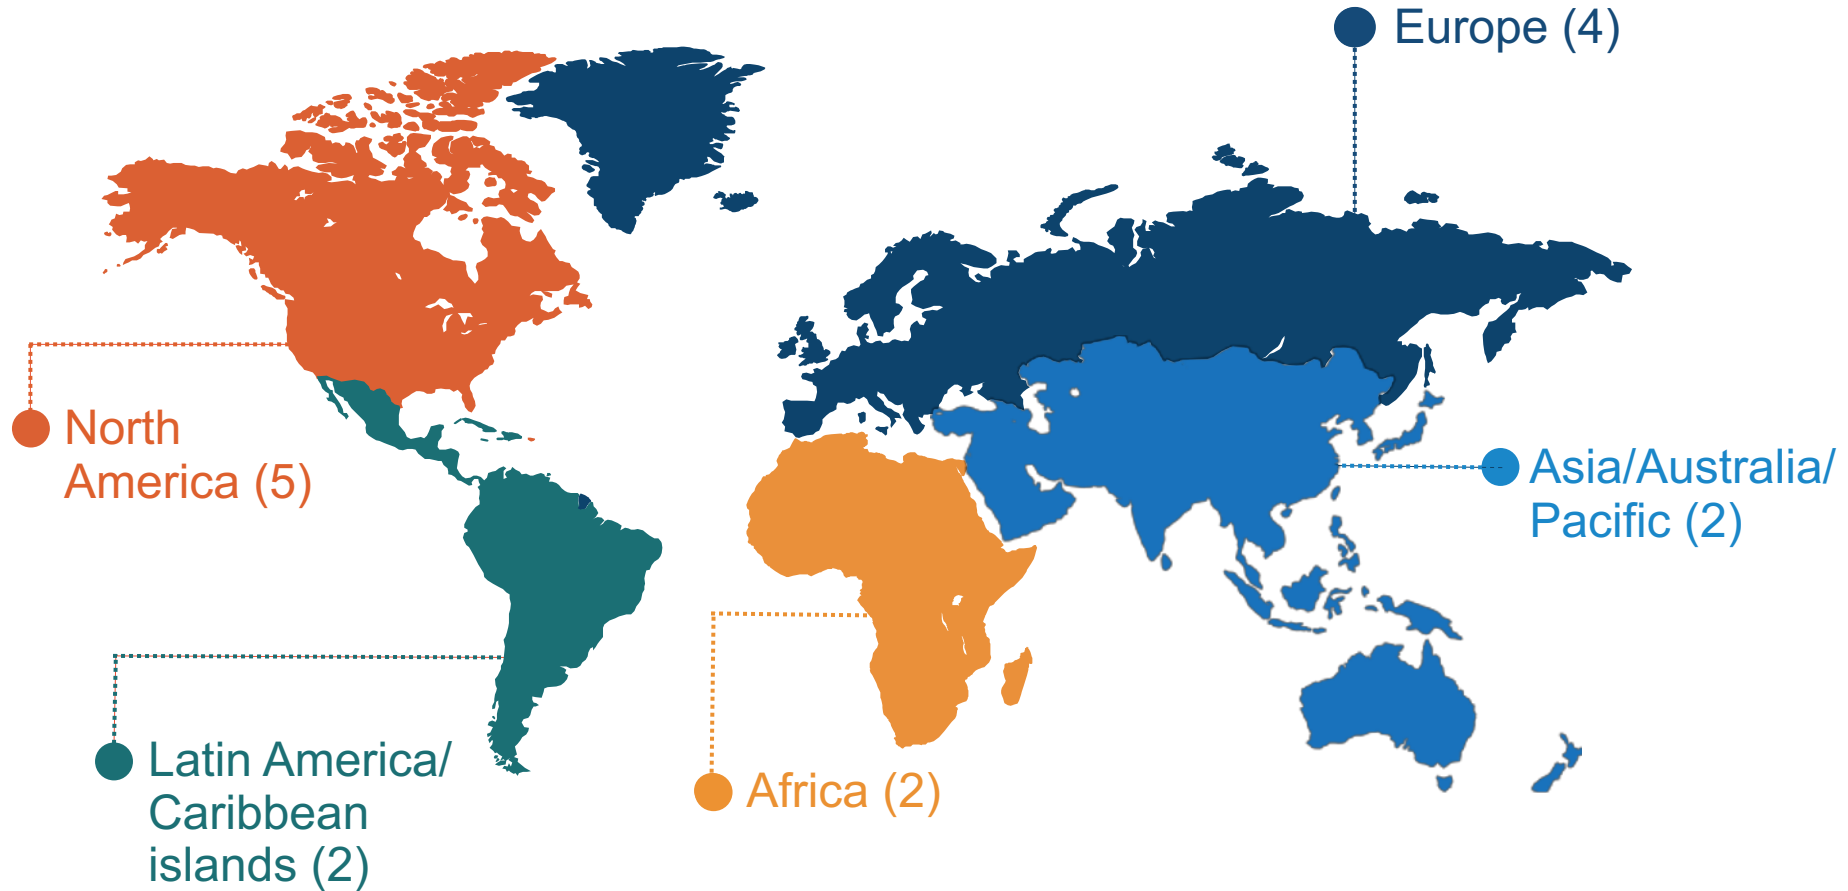 Europe (4)
North
America (5)
Asia/Australia/
Pacific (2)
Latin America/
Caribbean
islands (2)
Africa (2)